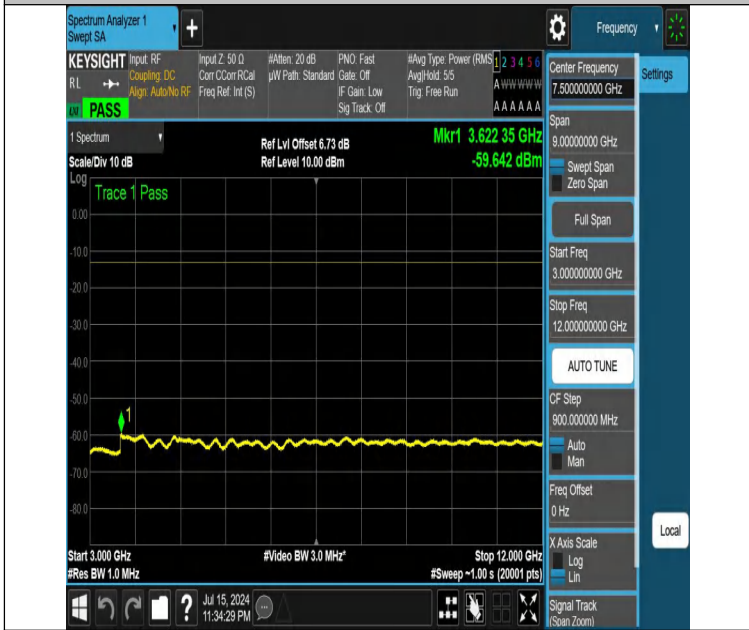 Spectrum Analyzer 1
Swept SA
Frequency
KEYSIGHT
RL
PASS
Input: RF
Coupling: DC
Align: Auto/No RF
Input Z: 50 Ω
Corr CCorr RCal
Freq Ref: Int (S)
#Atten: 20 dB
µW Path: Standard
PNO: Fast
Gate: Off
IF Gain: Low
Sig Track: Off
#Avg Type: Power (RMS
Avg|Hold: 5/5
Trig: Free Run
1 2 3 4 5 6
A W W W W W
A A A A A A
1 Spectrum
Scale/Div 10 dB
Ref Lvl Offset 6.73 dB
Ref Level 10.00 dBm
Mkr1 3.622 35 GHz
-59.642 dBm
Log
Trace 1 Pass
0.00
-10.0
-20.0
-30.0
-40.0
-50.0
-60.0
-70.0
-80.0
1
Start 3.000 GHz
#Res BW 1.0 MHz
#Video BW 3.0 MHz*
Stop 12.000 GHz
#Sweep ~1.00 s (20001 pts)
Center Frequency
7.500000000 GHz
Span
9.00000000 GHz
Swept Span
Zero Span
Full Span
Start Freq
3.000000000 GHz
Stop Freq
12.000000000 GHz
AUTO TUNE
CF Step
900.000000 MHz
Auto
Man
Freq Offset
0 Hz
X Axis Scale
Log
Lin
Signal Track
(Span Zoom)
Settings
Local
Jul 15, 2024
11:34:29 PM